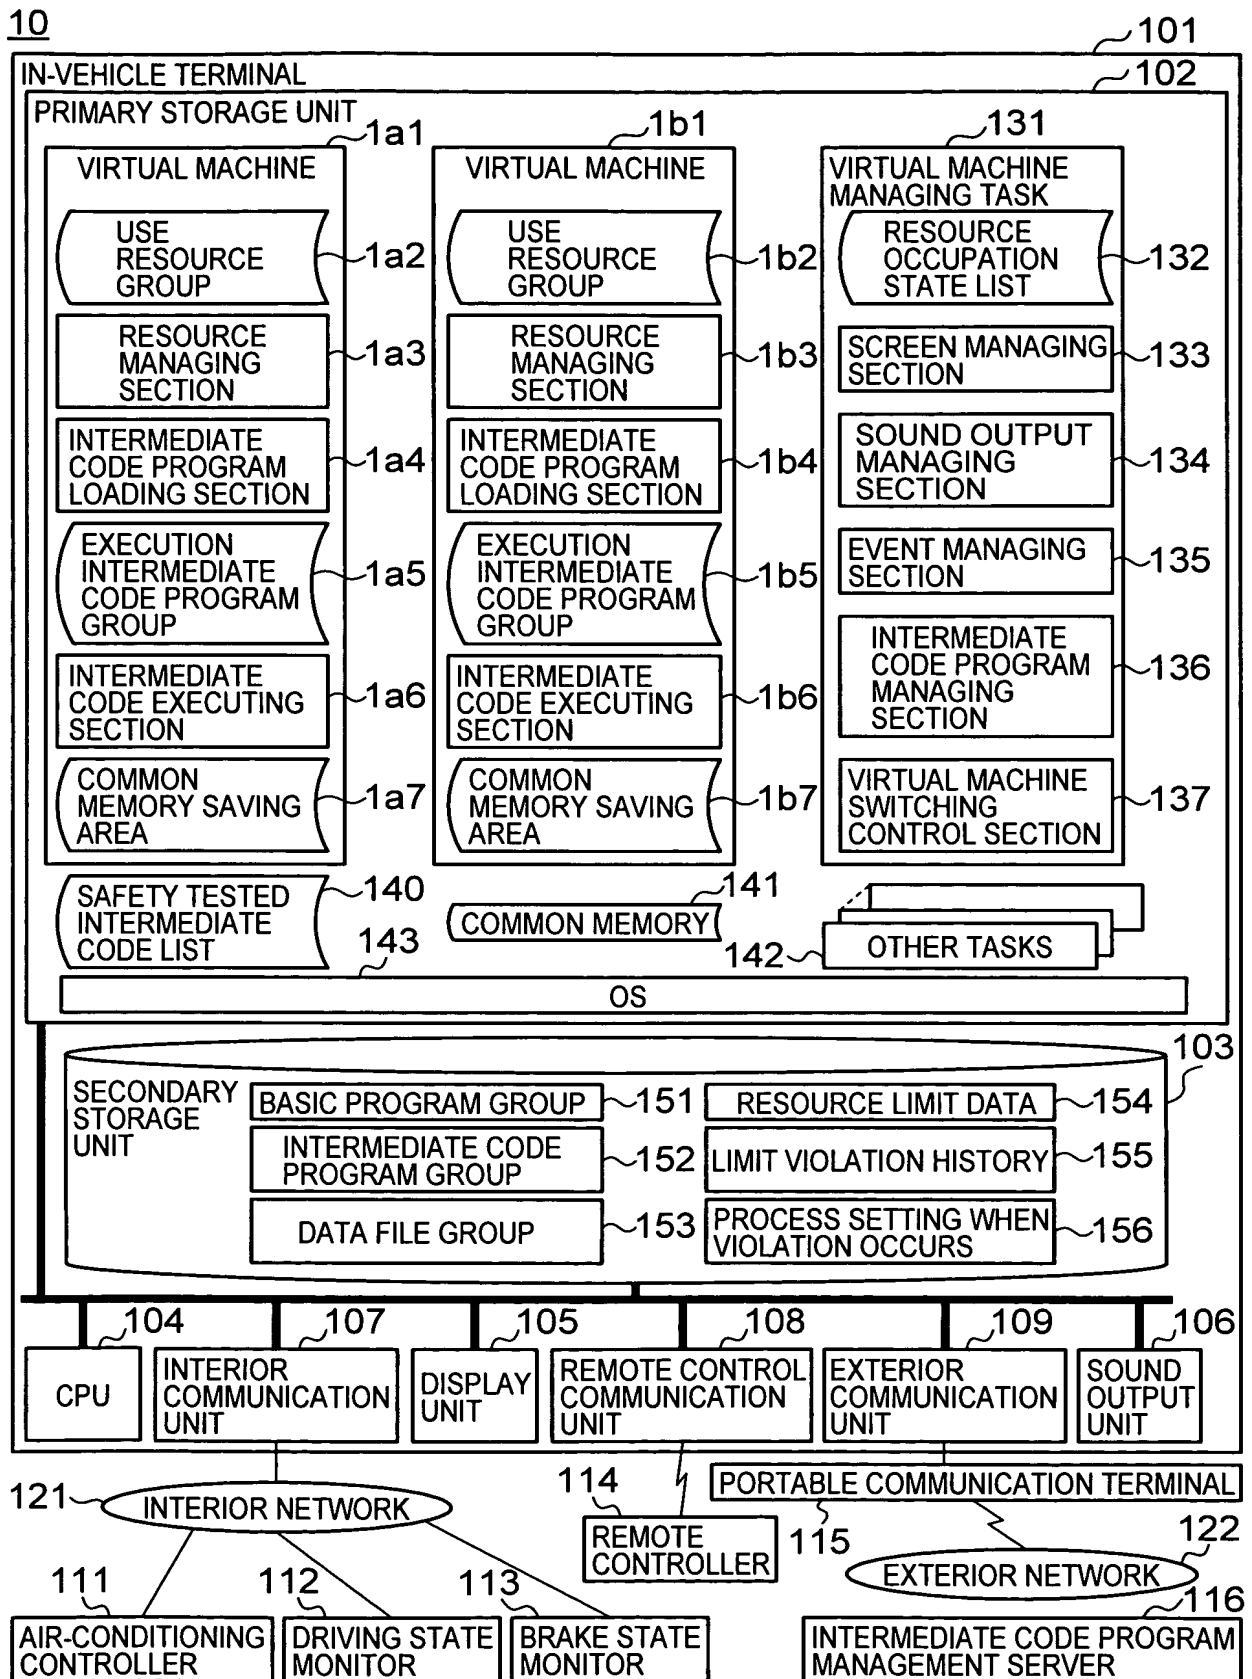 10
101
IN-VEHICLE TERMINAL
102
PRIMARY STORAGE UNIT
1a1
VIRTUAL MACHINE
USE
RESOURCE
GROUP
1a2
RESOURCE
MANAGING
SECTION
1a3
INTERMEDIATE
CODE PROGRAM
LOADING SECTION
1a4
EXECUTION
INTERMEDIATE
CODE PROGRAM
GROUP
1a5
INTERMEDIATE
CODE EXECUTING
SECTION
1a6
COMMON
MEMORY SAVING
AREA
1a7
1b1
VIRTUAL MACHINE
USE
RESOURCE
GROUP
1b2
RESOURCE
MANAGING
SECTION
1b3
INTERMEDIATE
CODE PROGRAM
LOADING SECTION
1b4
EXECUTION
INTERMEDIATE
CODE PROGRAM
GROUP
1b5
INTERMEDIATE
CODE EXECUTING
SECTION
1b6
COMMON
MEMORY SAVING
AREA
1b7
131
VIRTUAL MACHINE
MANAGING TASK
RESOURCE
OCCUPATION
STATE LIST
132
SCREEN MANAGING
SECTION
133
SOUND OUTPUT
MANAGING
SECTION
134
EVENT MANAGING
SECTION
135
INTERMEDIATE
CODE PROGRAM
MANAGING
SECTION
136
VIRTUAL MACHINE
SWITCHING
CONTROL SECTION
137
SAFETY TESTED
INTERMEDIATE
CODE LIST
140
141
COMMON MEMORY
142
OTHER TASKS
143
OS
103
SECONDARY
STORAGE
UNIT
BASIC PROGRAM GROUP
151
INTERMEDIATE CODE
PROGRAM GROUP
152
DATA FILE GROUP
153
RESOURCE LIMIT DATA
154
LIMIT VIOLATION HISTORY
155
PROCESS SETTING WHEN
VIOLATION OCCURS
156
104
CPU
107
INTERIOR
COMMUNICATION
UNIT
105
DISPLAY
UNIT
108
REMOTE CONTROL
COMMUNICATION
UNIT
109
EXTERIOR
COMMUNICATION
UNIT
106
SOUND
OUTPUT
UNIT
121
INTERIOR NETWORK
114
REMOTE
CONTROLLER
PORTABLE COMMUNICATION TERMINAL
115
122
EXTERIOR NETWORK
111
AIR-CONDITIONING
CONTROLLER
112
DRIVING STATE
MONITOR
113
BRAKE STATE
MONITOR
116
INTERMEDIATE CODE PROGRAM
MANAGEMENT SERVER